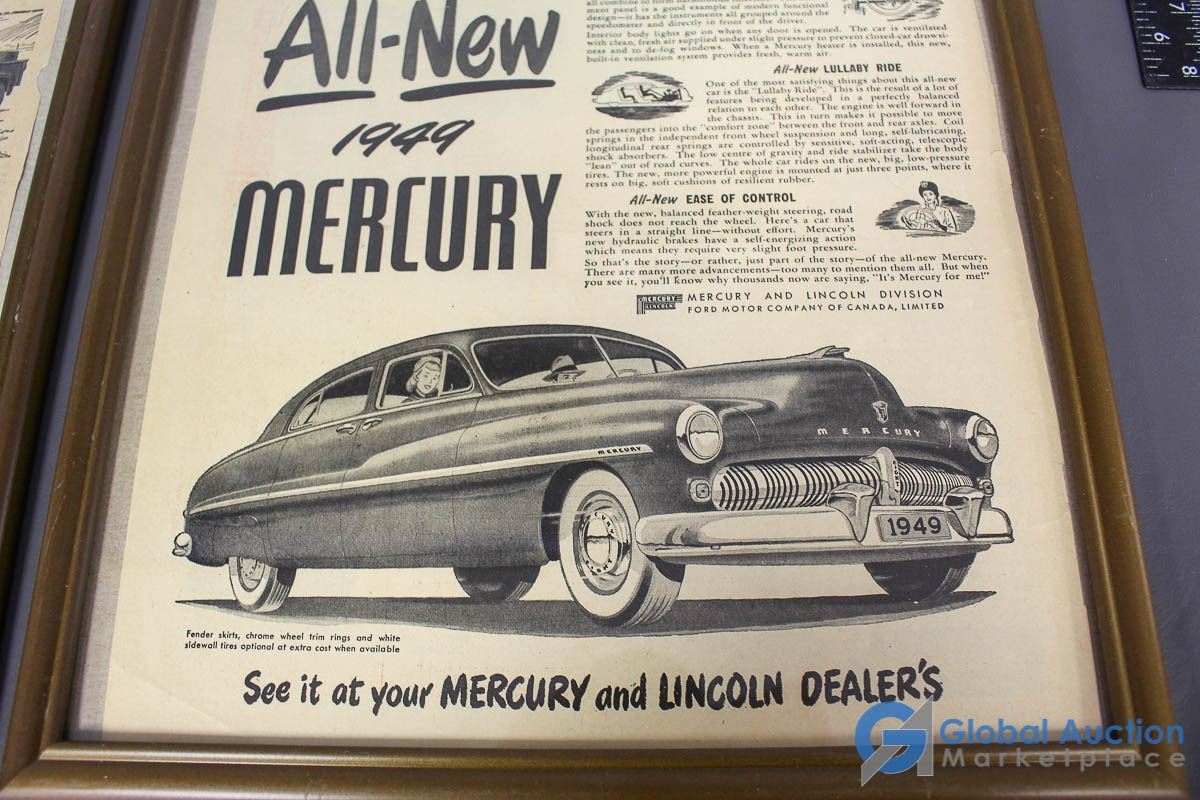 All-New
1949
MERCURY
all combine to form
ment panel is a good example of modern functional
design—it has the instruments all grouped around the
speedometer and directly in front of the driver.
Interior body lights go on when any door is opened. The car is ventilated
with clean, fresh air supplied under slight pressure to prevent closed-car drowsi-
ness and to de-fog windows. When a Mercury heater is installed, this new,
built-in ventilation system provides fresh, warm air.
All-New LULLABY RIDE
One of the most satisfying things about this all-new
car is the "Lullaby Ride". This is the result of a lot of
features being developed in a perfectly balanced
relation to each other. The engine is well forward in
the chassis. This in turn makes it possible to move
the passengers into the "comfort zone" between the front and rear axles. Coil
springs in the independent front wheel suspension and long, self-lubricating,
longitudinal rear springs are controlled by sensitive, soft-acting, telescopic
shock absorbers. The low centre of gravity and ride stabilizer take the body
"lean" out of road curves. The whole car rides on the new, big, low-pressure
tires. The new, more powerful engine is mounted at just three points, where it
rests on big, soft cushions of resilient rubber.
All-New EASE OF CONTROL
With the new, balanced feather-weight steering, road
shock does not reach the wheel. Here's a car that
steers in a straight line—without effort. Mercury's
new hydraulic brakes have a self-energizing action
which means they require very slight foot pressure.
So that's the story—or rather, just part of the story—of the all-new Mercury.
There are many more advancements—too many to mention them all. But when
you see it, you'll know why thousands now are saying, "It's Mercury for me!"
MERCURY
LINCOLN
MERCURY AND LINCOLN DIVISION
FORD MOTOR COMPANY OF CANADA, LIMITED
MERCURY
MERCURY
1949
Fender skirts, chrome wheel trim rings and white
sidewall tires optional at extra cost when available
See it at your MERCURY and LINCOLN DEALER'S
7
6
8
Global Auction
Marketplace